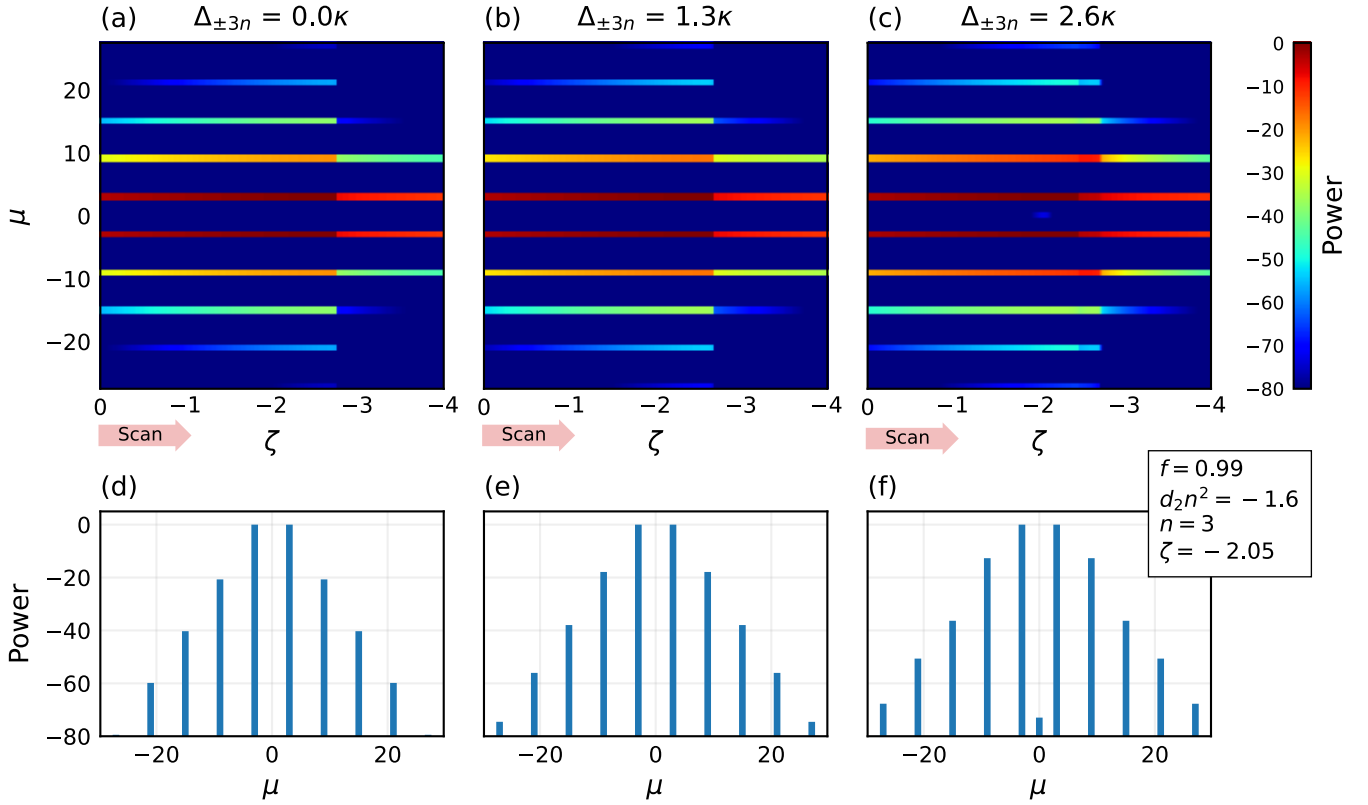 (a) Δ±3n = 0.0κ
(b) Δ±3n = 1.3κ
(c) Δ±3n = 2.6κ
μ
20
10
0
−10
−20
0 −1 −2 −3 −4
0 −1 −2 −3 −4
0 −1 −2 −3 −4
Scan ζ
Scan ζ
Scan ζ
0
−10
−20
−30
−40
−50
−60
−70
−80
Power
(d)
(e)
(f)
f = 0.99
d₂n² = −1.6
n = 3
ζ = −2.05
Power
0
−20
−40
−60
−80
−20 0 20
−20 0 20
−20 0 20
μ
μ
μ